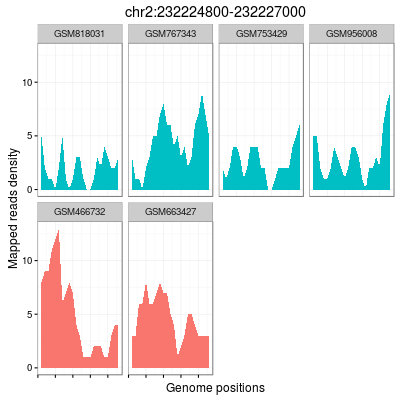 chr2:232224800-232227000
GSM818031 GSM767343 GSM753429 GSM956008
10
5
0
GSM466732 GSM663427
10
5
0
Mapped reads density
Genome positions